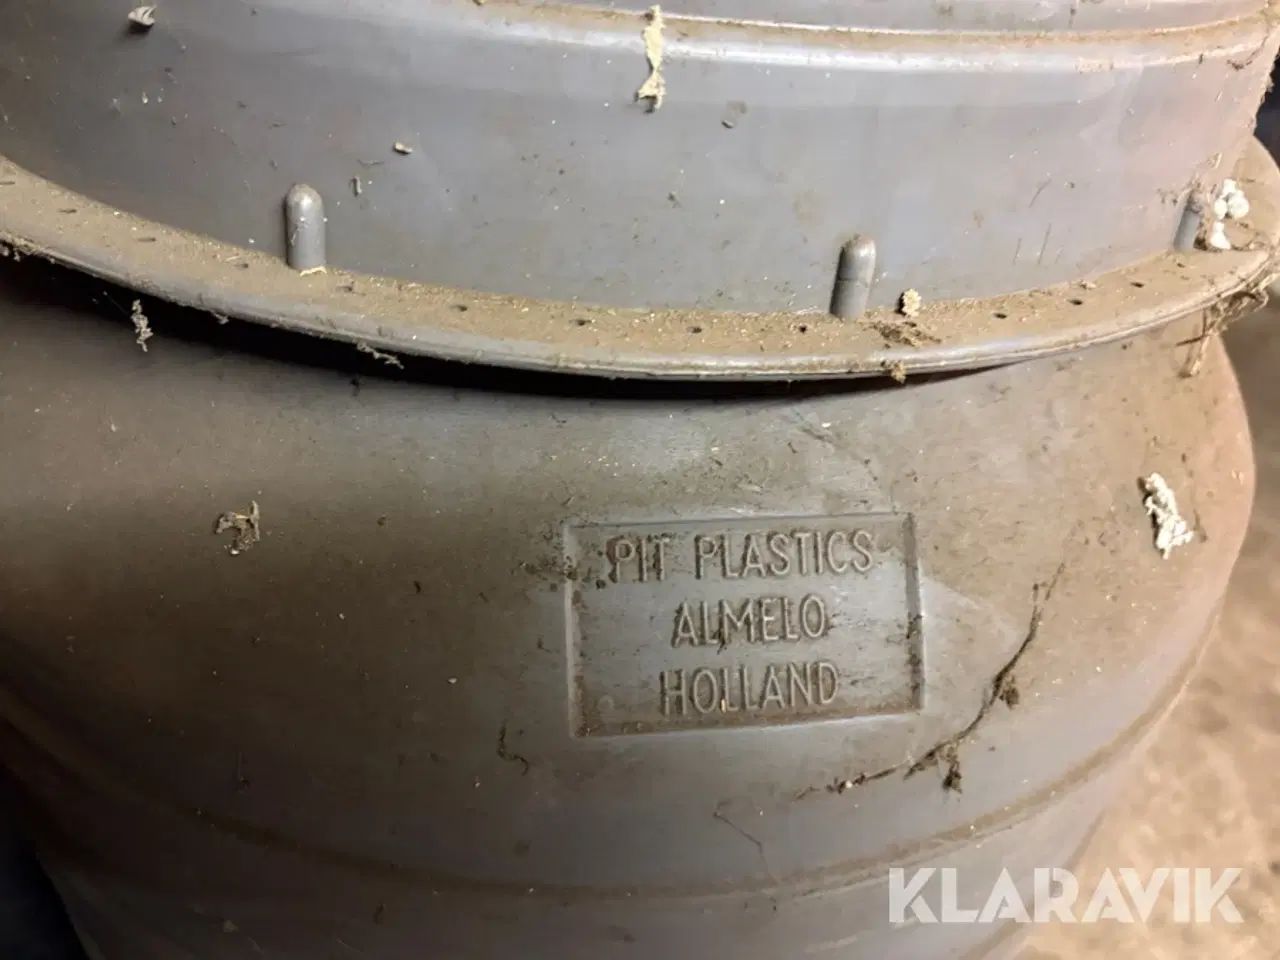 PIT PLASTICS
ALMELO
HOLLAND
KLARAVIK